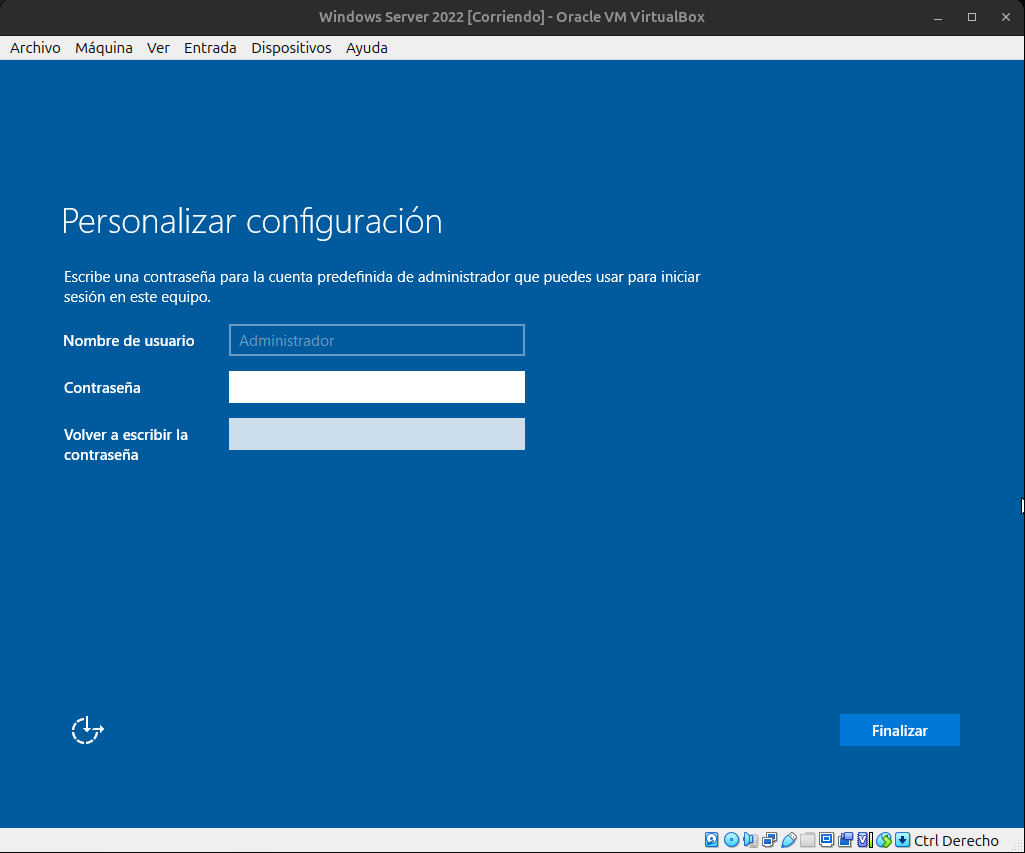 Windows Server 2022 [Corriendo] - Oracle VM VirtualBox
Archivo Máquina Ver Entrada Dispositivos Ayuda
Personalizar configuración
Escribe una contraseña para la cuenta predefinida de administrador que puedes usar para iniciar
sesión en este equipo.
Nombre de usuario Administrador
Contraseña
Volver a escribir la
contraseña
Finalizar
Ctrl Derecho